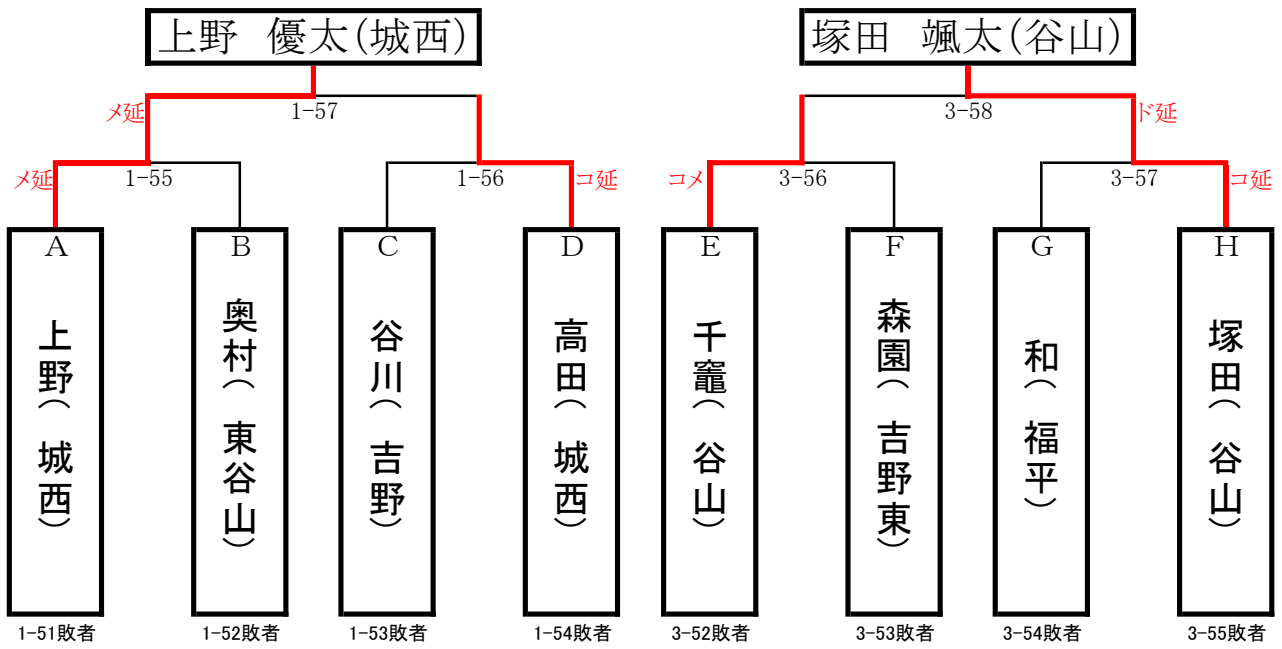 上野 優太(城西)
塚田 颯太(谷山)
メ延
1-57
3-58
ド延
メ延
1-55
1-56
コ延
コメ
3-56
3-57
コ延
A
B
C
D
E
F
G
H
上野(城西)
奥村(東谷山)
谷川(吉野)
高田(城西)
千竈(谷山)
森園(吉野東)
和(福平)
塚田(谷山)
1-51敗者
1-52敗者
1-53敗者
1-54敗者
3-52敗者
3-53敗者
3-54敗者
3-55敗者